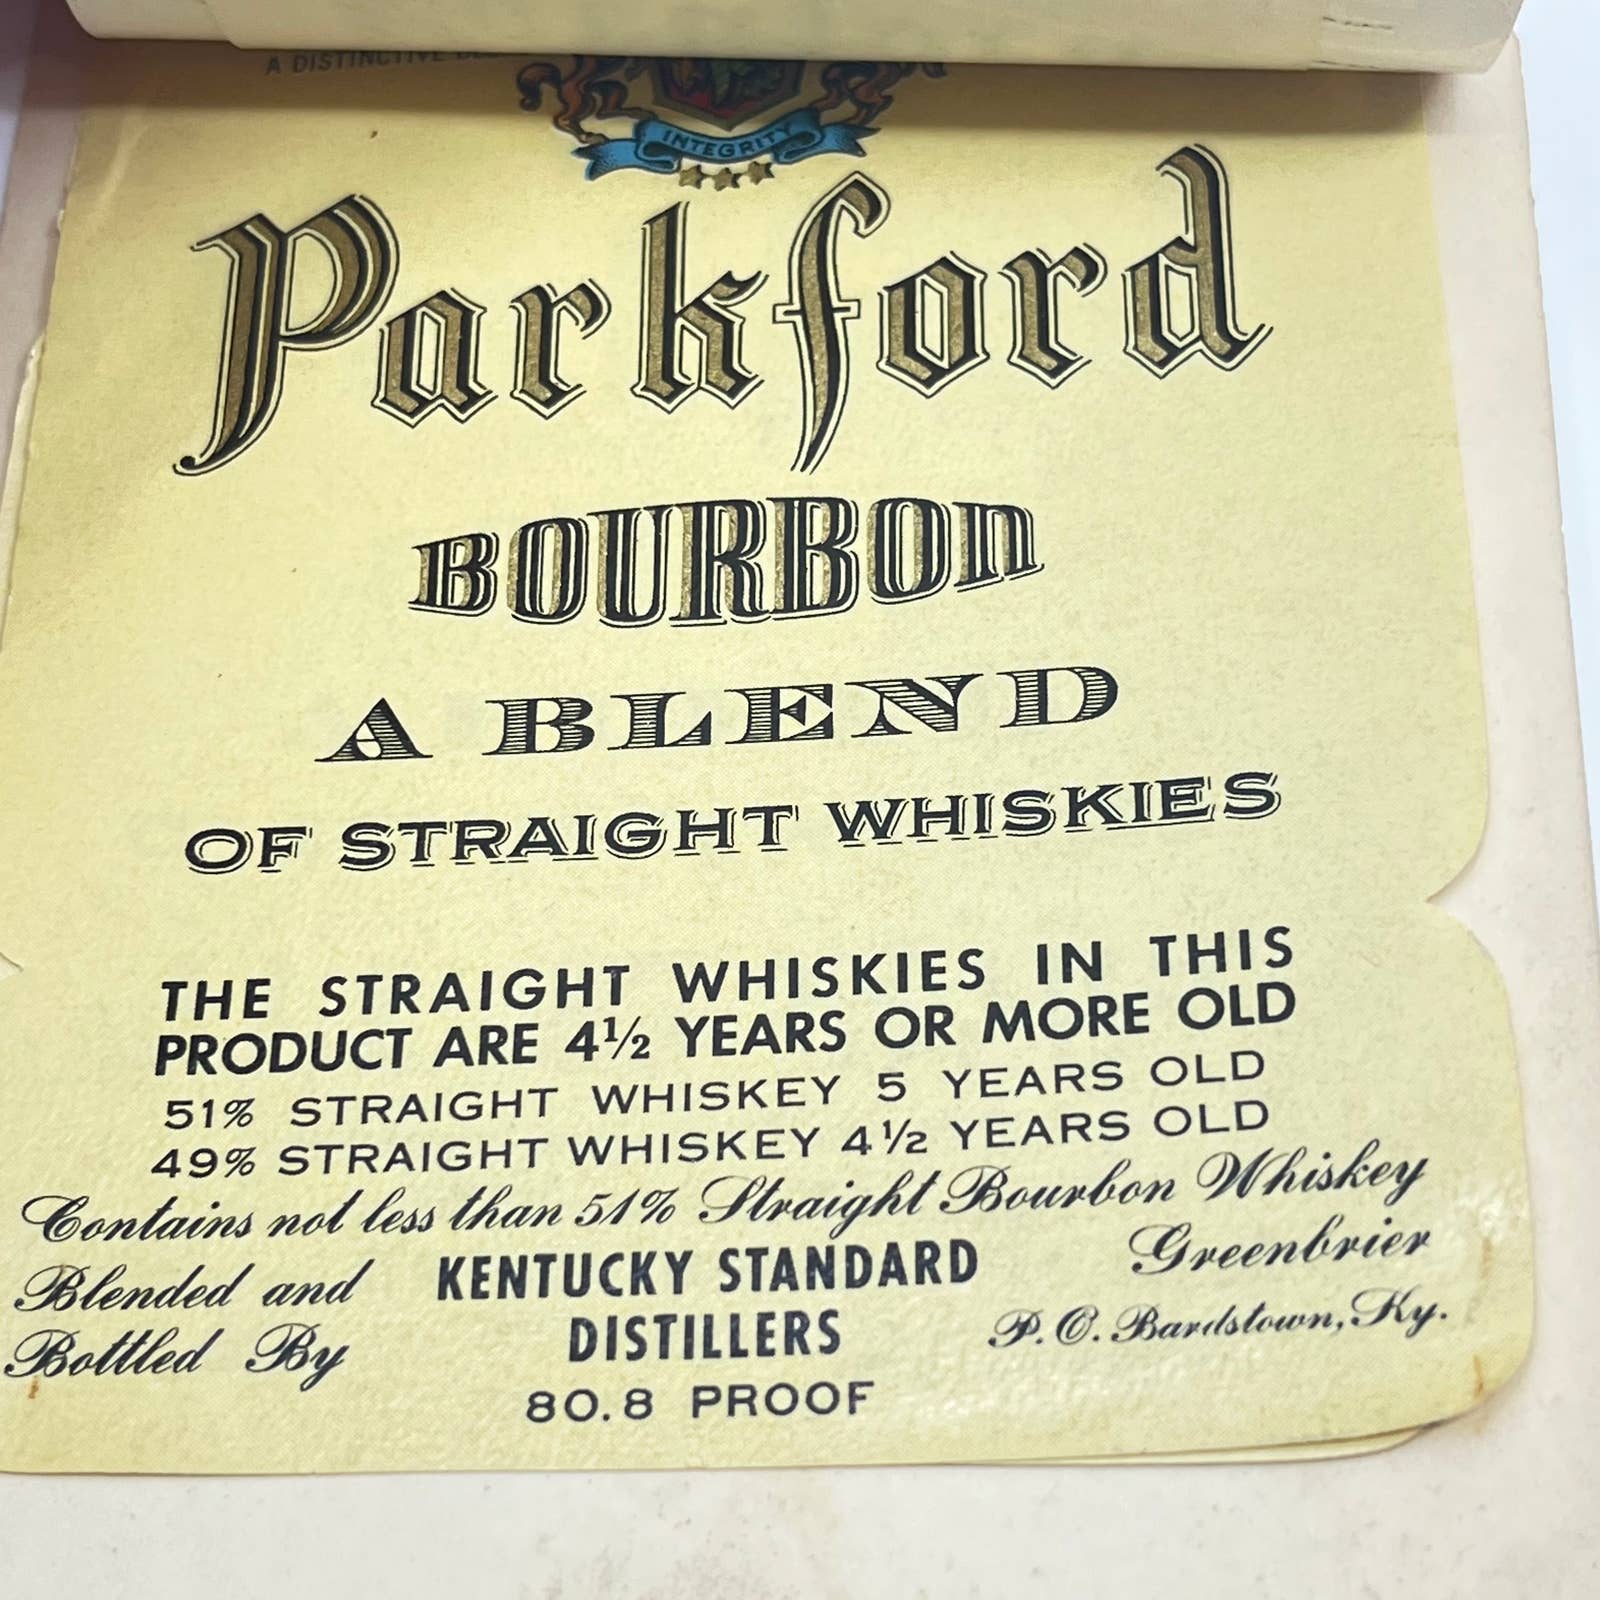 A DISTINCTIVE
INTEGRITY
Parkford
BOURBON
A BLEND
OF STRAIGHT WHISKIES
THE STRAIGHT WHISKIES IN THIS
PRODUCT ARE 4½ YEARS OR MORE OLD
51% STRAIGHT WHISKEY 5 YEARS OLD
49% STRAIGHT WHISKEY 4½ YEARS OLD
Contains not less than 51% Straight Bourbon Whiskey
Blended and
Bottled By
KENTUCKY STANDARD
DISTILLERS
Greenbrier
P.O. Bardstown, Ky.
80.8 PROOF